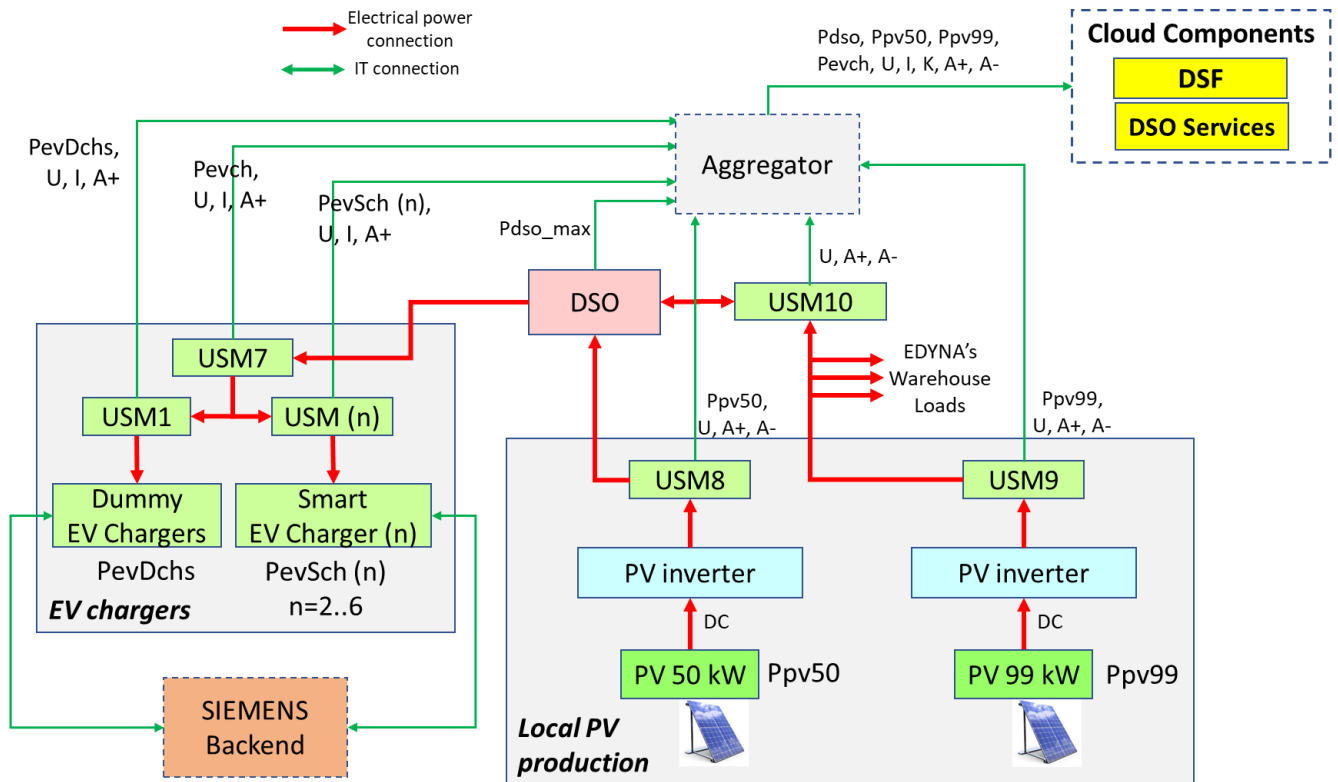 Electrical power
connection
IT connection
Pdso, Ppv50, Ppv99,
Pevch, U, I, K, A+, A-
Cloud Components
DSF
DSO Services
PevDchs,
U, I, A+
Pevch,
U, I, A+
PevSch (n),
U, I, A+
Aggregator
Pdso_max
U, A+, A-
DSO
USM10
USM7
EDYNA's
Warehouse
Loads
USM1
USM (n)
Ppv50,
U, A+, A-
Ppv99,
U, A+, A-
USM8
USM9
Dummy
EV Chargers
Smart
EV Charger (n)
PevDchs
PevSch (n)
n=2..6
EV chargers
PV inverter
PV inverter
DC
DC
PV 50 kW
Ppv50
PV 99 kW
Ppv99
SIEMENS
Backend
Local PV
production